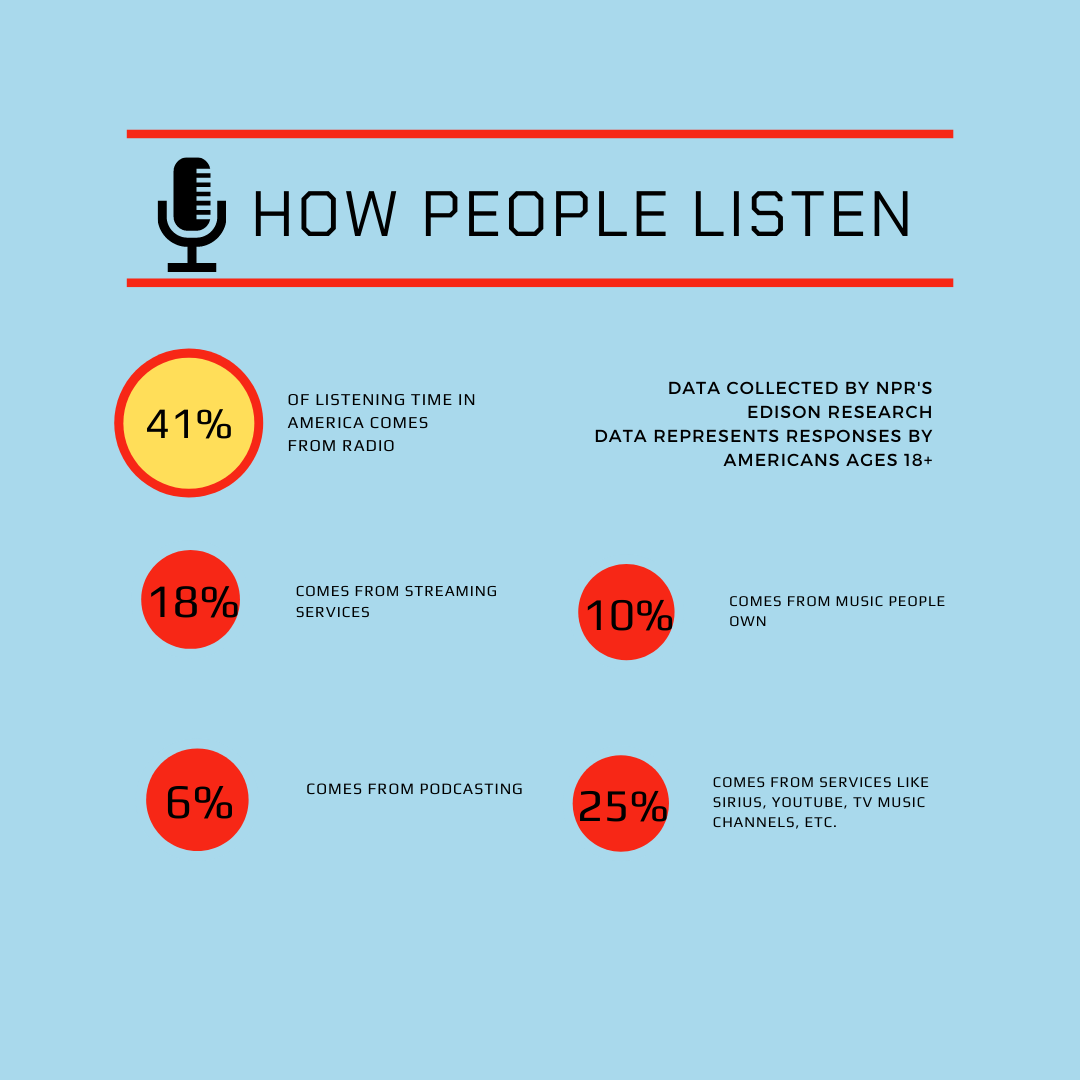 HOW PEOPLE LISTEN
41%
OF LISTENING TIME IN
AMERICA COMES
FROM RADIO
DATA COLLECTED BY NPR'S
EDISON RESEARCH
DATA REPRESENTS RESPONSES BY
AMERICANS AGES 18+
18%
COMES FROM STREAMING
SERVICES
10%
COMES FROM MUSIC PEOPLE
OWN
6%
COMES FROM PODCASTING
25%
COMES FROM SERVICES LIKE
SIRIUS, YOUTUBE, TV MUSIC
CHANNELS, ETC.